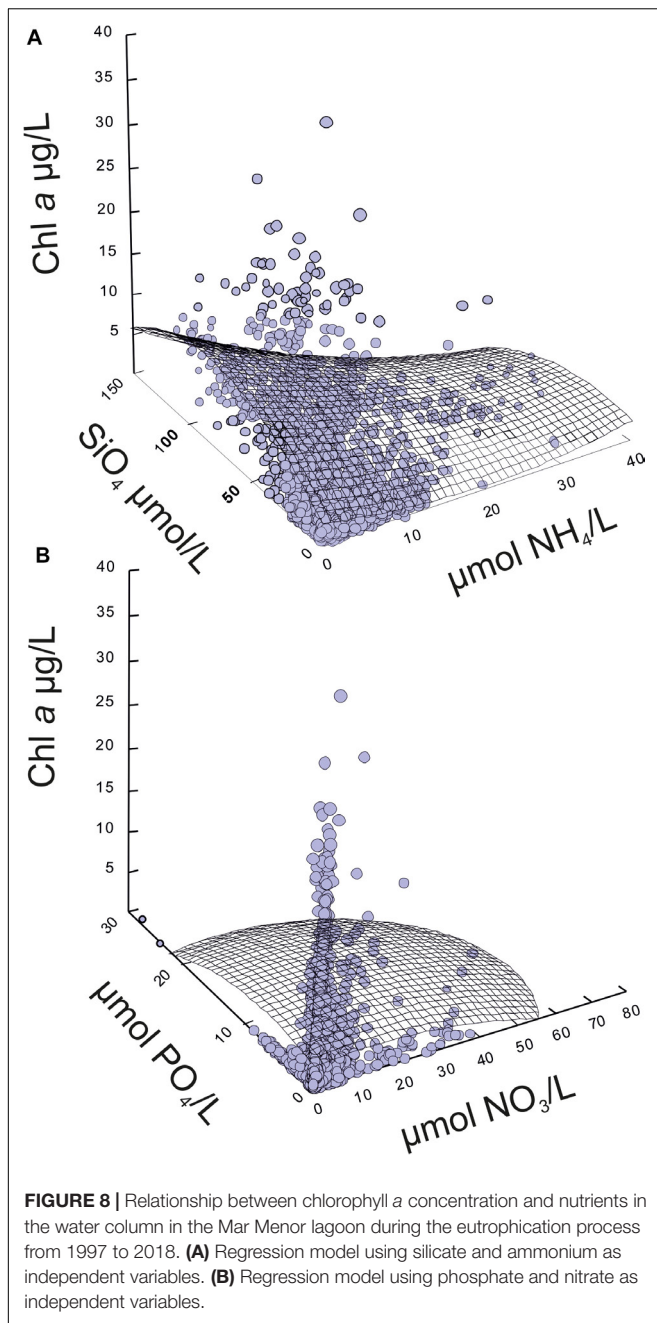 A
40
35
30
25
20
15
10
5
Chl a µg/L
150
100
50
0
SiO₄ µmol/L
0
10
20
30
40
µmol NH₄/L
B
40
35
30
25
20
15
10
5
Chl a µg/L
30
20
10
0
µmol PO₄/L
0
10
20
30
40
50
60
70
80
µmol NO₃/L
FIGURE 8 | Relationship between chlorophyll a concentration and nutrients in
the water column in the Mar Menor lagoon during the eutrophication process
from 1997 to 2018. (A) Regression model using silicate and ammonium as
independent variables. (B) Regression model using phosphate and nitrate as
independent variables.